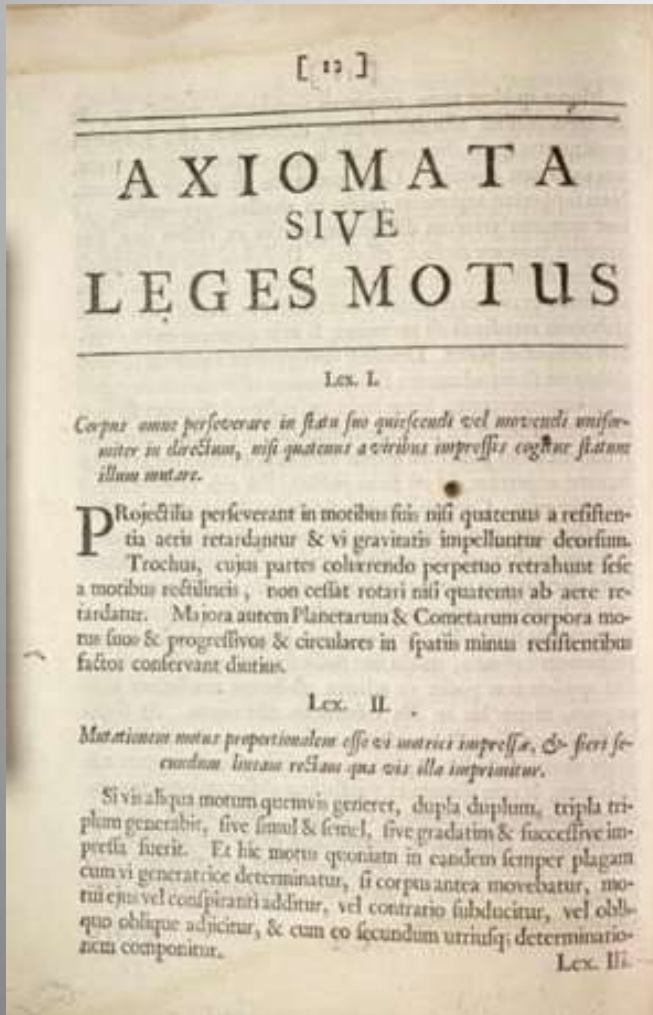 [ 12 ]
AXIOMATA
SIVE
LEGES MOTUS
Lex. I.
Corpus omne perſeverare in ſtatu ſuo quieſcendi vel movendi unifor-
miter in directum, niſi quatenus a viribus impreſſis cogitur ſtatum
illum mutare.
PRojectilia perſeverant in motibus ſuis niſi quatenus a reſiſten-
tia aeris retardantur & vi gravitatis impelluntur deorſum.
Trochus, cujus partes cohærendo perpetuo retrahunt ſeſe
a motibus rectilineis, non ceſſat rotari niſi quatenus ab aere re-
tardatur. Majora autem Planetarum & Cometarum corpora mo-
tus ſuos & progreſſivos & circulares in ſpatiis minus reſiſtentibus
factos conſervant diutius.
Lex. II.
Mutationem motus proportionalem eſſe vi motrici impreſſæ, & fieri ſe-
cundum lineam rectam qua vis illa imprimitur.
Si vis aliqua motum quemvis generet, dupla duplum, tripla tri-
plum generabit, ſive ſimul & ſemel, ſive gradatim & ſucceſſive im-
preſſa fuerit. Et hic motus quoniam in eandem ſemper plagam
cum vi generatrice determinatur, ſi corpus antea movebatur, mo-
tui ejus vel conſpiranti additur, vel contrario ſubducitur, vel obli-
quo oblique adjicitur, & cum eo ſecundum utriuſq; determinatio-
nem componitur.
Lex. III.